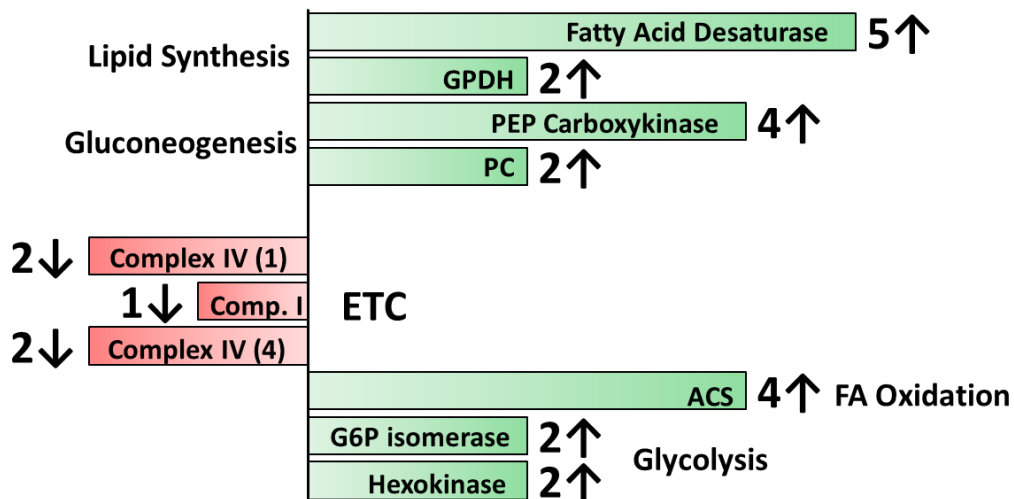 Fatty Acid Desaturase 5↑
Lipid Synthesis
GPDH 2↑
PEP Carboxykinase 4↑
Gluconeogenesis
PC 2↑
2↓ Complex IV (1)
1↓ Comp. I ETC
2↓ Complex IV (4)
ACS 4↑ FA Oxidation
G6P isomerase 2↑
Glycolysis
Hexokinase 2↑